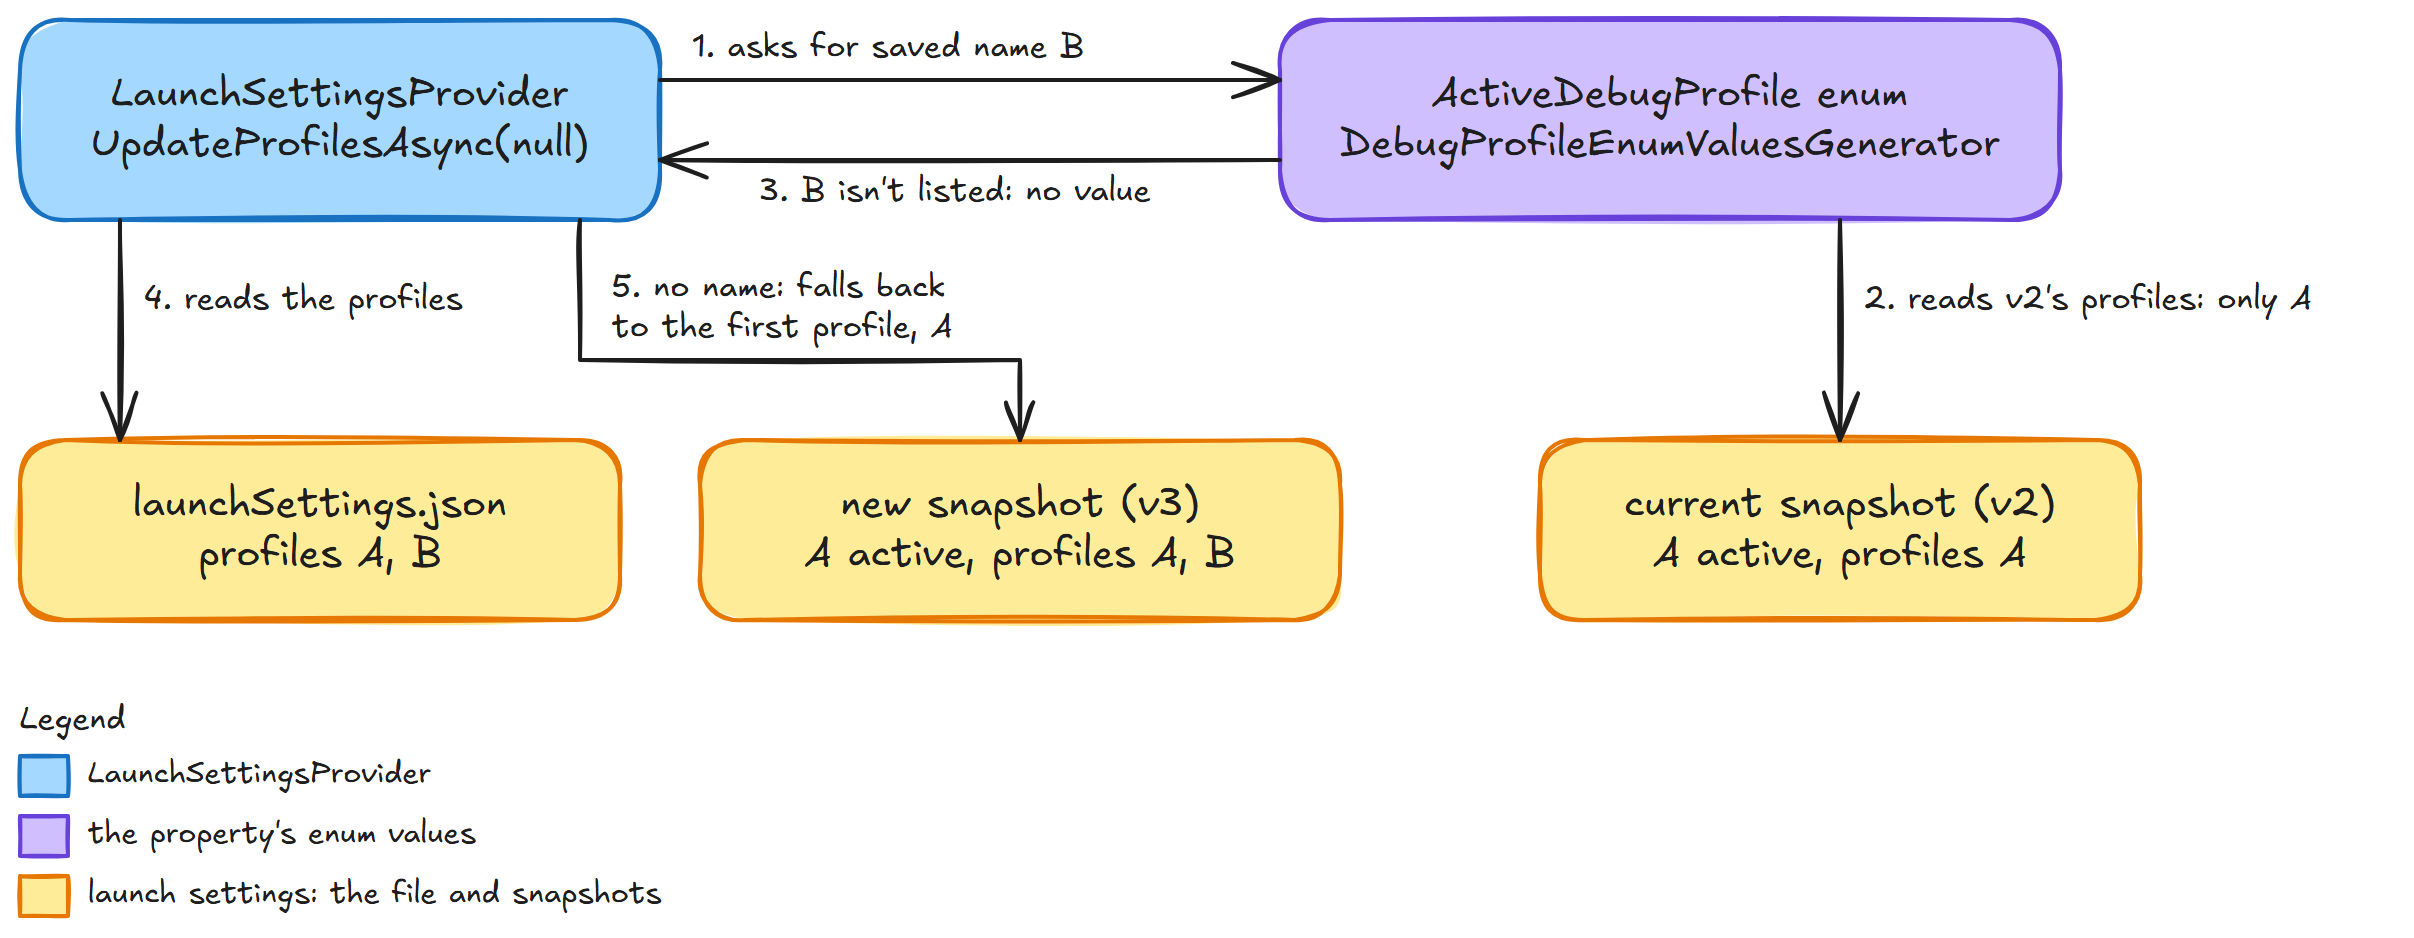 LaunchSettingsProvider
UpdateProfilesAsync(null)
1. asks for saved name B
ActiveDebugProfile enum
DebugProfileEnumValuesGenerator
3. B isn't listed: no value
4. reads the profiles
5. no name: falls back
to the first profile, A
2. reads v2's profiles: only A
launchSettings.json
profiles A, B
new snapshot (v3)
A active, profiles A, B
current snapshot (v2)
A active, profiles A
Legend
LaunchSettingsProvider
the property's enum values
launch settings: the file and snapshots